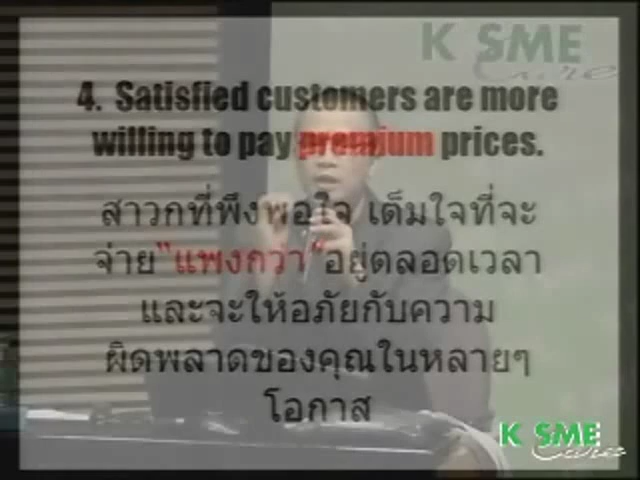 K SME
Care
4. Satisfied customers are more
willing to pay premium prices.
สาวกที่พึงพอใจ เต็มใจที่จะ
จ่าย"แพงกว่า"อยู่ตลอดเวลา
และจะให้อภัยกับความ
ผิดพลาดของคุณในหลายๆ
โอกาส
K SME
Care